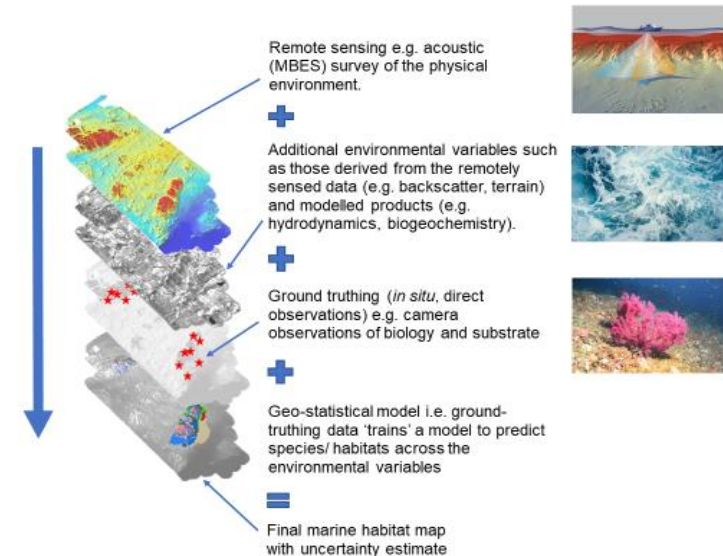 Remote sensing e.g. acoustic
(MBES) survey of the physical
environment.
Additional environmental variables such
as those derived from the remotely
sensed data (e.g. backscatter, terrain)
and modelled products (e.g.
hydrodynamics, biogeochemistry).
Ground truthing (in situ, direct
observations) e.g. camera
observations of biology and substrate
Geo-statistical model i.e. ground-
truthing data ‘trains’ a model to predict
species/ habitats across the
environmental variables
Final marine habitat map
with uncertainty estimate